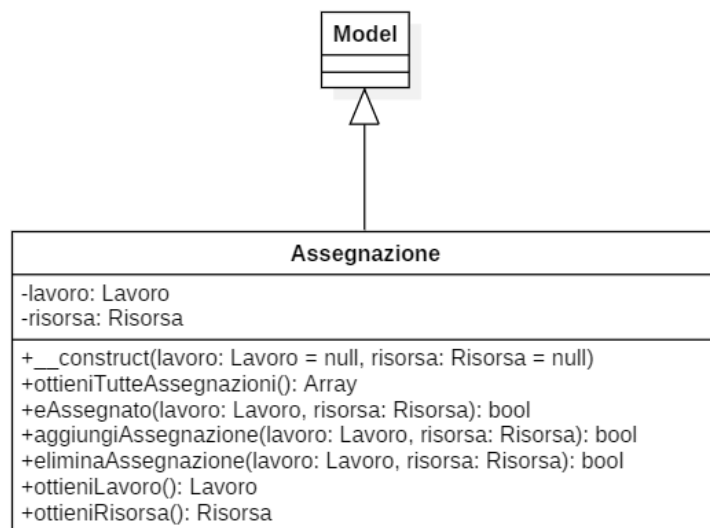 Model
Assegnazione
-lavoro: Lavoro
-risorsa: Risorsa
+__construct(lavoro: Lavoro = null, risorsa: Risorsa = null)
+ottieniTutteAssegnazioni(): Array
+eAssegnato(lavoro: Lavoro, risorsa: Risorsa): bool
+aggiungiAssegnazione(lavoro: Lavoro, risorsa: Risorsa): bool
+eliminaAssegnazione(lavoro: Lavoro, risorsa: Risorsa): bool
+ottieniLavoro(): Lavoro
+ottieniRisorsa(): Risorsa